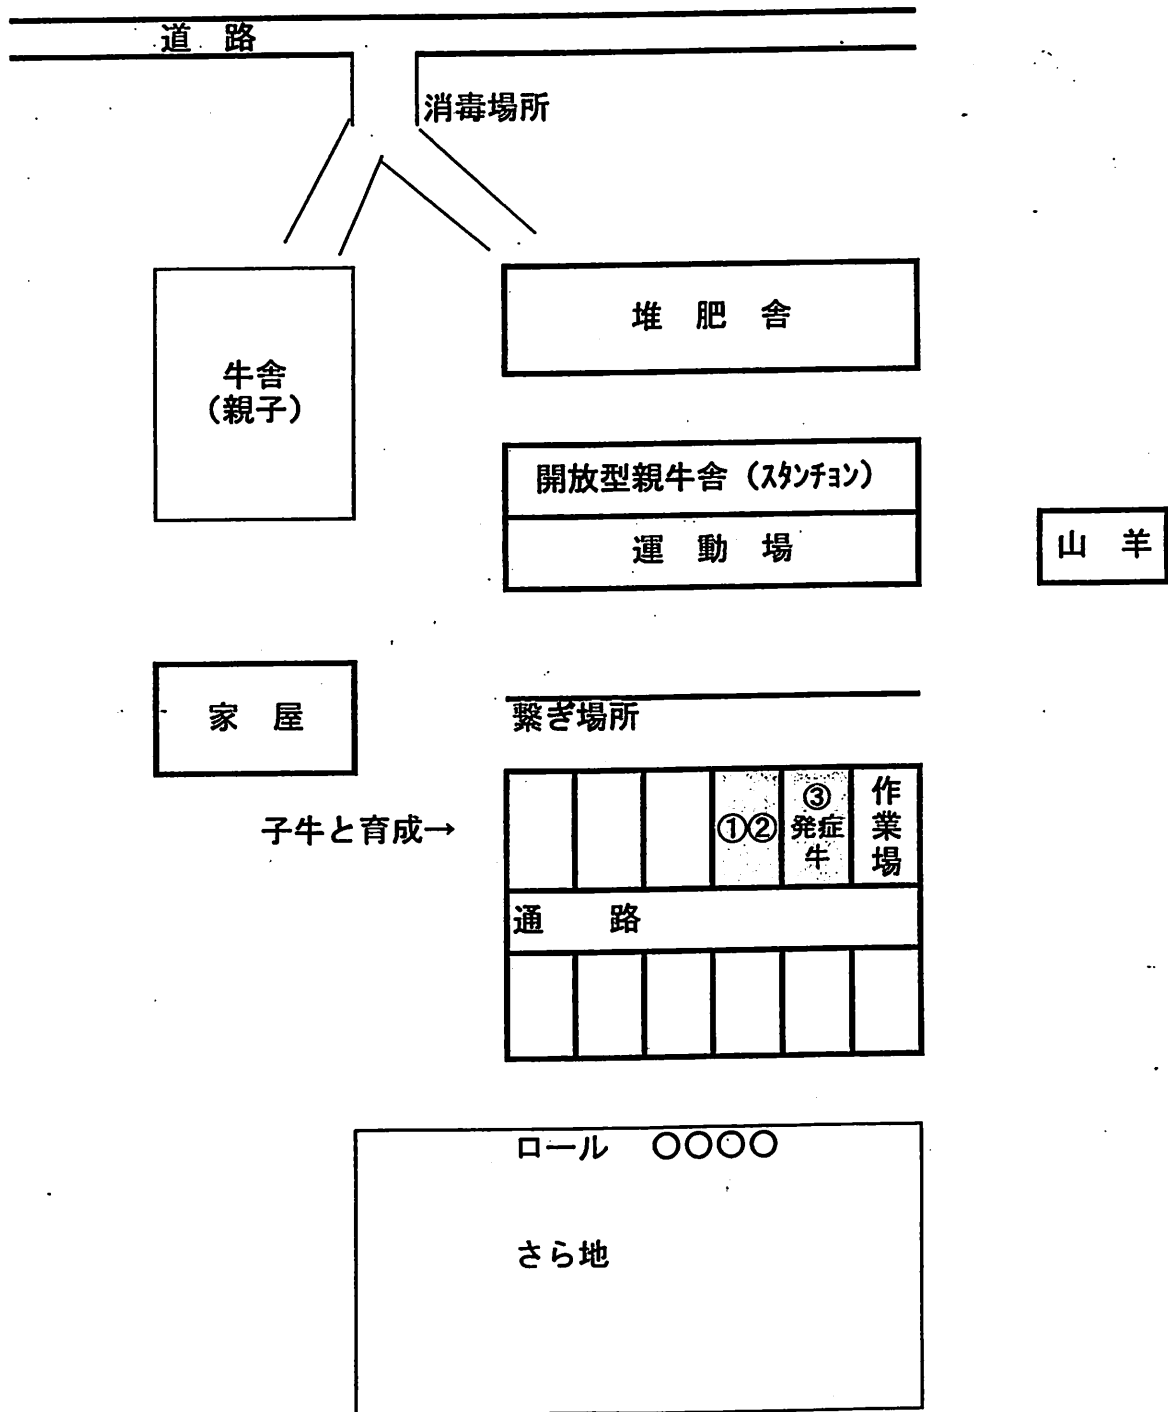 道 路
消毒場所
堆 肥 舎
牛舎
(親子)
開放型親牛舎(スタンチョン)
運 動 場
山 羊
家 屋
繋ぎ場所
子牛と育成→
①②
③
発症
牛
作
業
場
通 路
ロール ○○○○
さら地